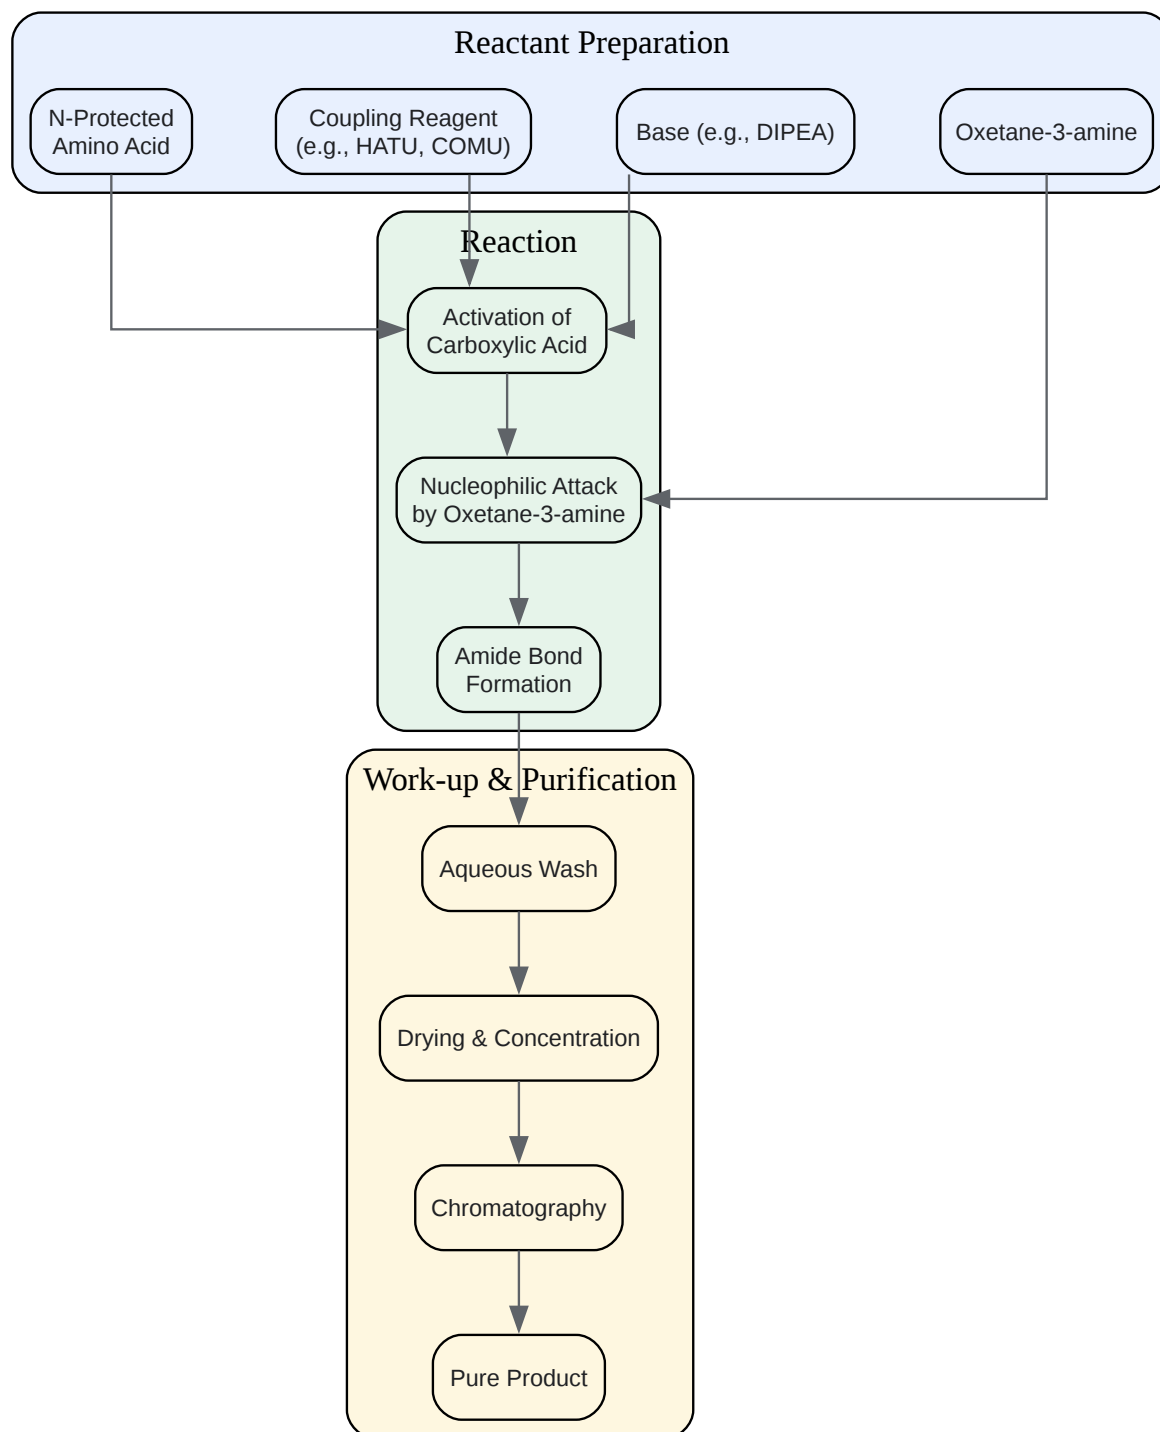 Reactant Preparation
N-Protected
Amino Acid
Coupling Reagent
(e.g., HATU, COMU)
Base (e.g., DIPEA)
Oxetane-3-amine
Reaction
Activation of
Carboxylic Acid
Nucleophilic Attack
by Oxetane-3-amine
Amide Bond
Formation
Work-up & Purification
Aqueous Wash
Drying & Concentration
Chromatography
Pure Product